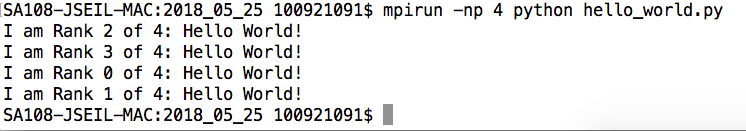 SA108-JSEIL-MAC:2018_05_25 100921091$ mpirun -np 4 python hello_world.py
I am Rank 2 of 4: Hello World!
I am Rank 3 of 4: Hello World!
I am Rank 0 of 4: Hello World!
I am Rank 1 of 4: Hello World!
SA108-JSEIL-MAC:2018_05_25 100921091$